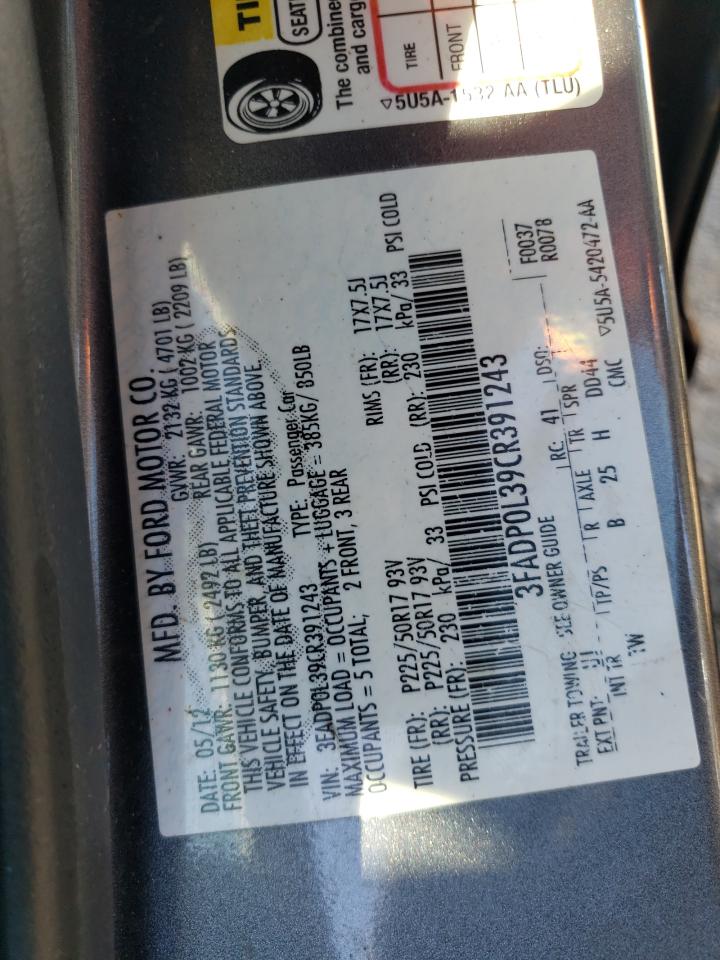 TI
SEATI
The combine
and carg
TIRE
FRONT
5U5A-1532 AA (TLU)
MFD. BY FORD MOTOR CO.
DATE: 05/12 GVWR: 2132 KG ( 4701 LB)
FRONT GAWR: 1130 KG ( 2492 LB) REAR GAWR: 1002 KG ( 2209 LB)
THIS VEHICLE CONFORMS TO ALL APPLICABLE FEDERAL MOTOR
VEHICLE SAFETY, BUMPER, AND THEFT PREVENTION STANDARDS
IN EFFECT ON THE DATE OF MANUFACTURE SHOWN ABOVE.
VIN: 3FADP0L39CR391243 TYPE: Passenger Car
MAXIMUM LOAD = OCCUPANTS + LUGGAGE = 385KG/ 850LB
OCCUPANTS = 5 TOTAL, 2 FRONT, 3 REAR
TIRE (FR): P225/50R17 93V RIMS (FR): 17X7.5J
(RR): P225/50R17 93V (RR): 17X7.5J
PRESSURE (FR): 230 kPa/ 33 PSI COLD (RR): 230 kPa/ 33 PSI COLD
3FADP0L39CR391243
F0037
R0078
TRAILER TOWING - SEE OWNER GUIDE RC: 41 DSO:
EXT PNT: UJ
INT TR TP/PS R AXLE TR SPR
W B 25 H DD44
CMC 5U5A-5420472-AA